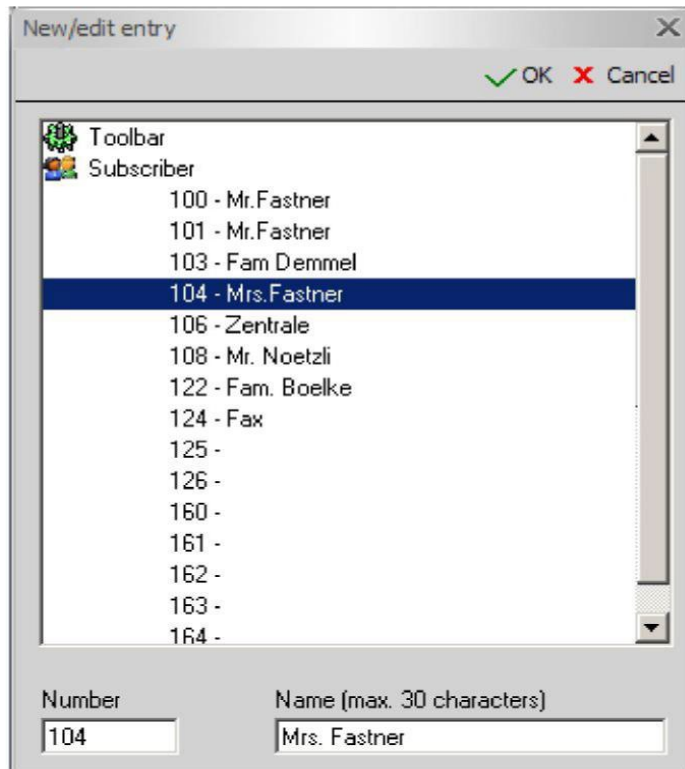 New/edit entry
OK Cancel
Toolbar
Subscriber
100 - Mr.Fastner
101 - Mr.Fastner
103 - Fam Demmel
104 - Mrs.Fastner
106 - Zentrale
108 - Mr. Noetzli
122 - Fam. Boelke
124 - Fax
125 -
126 -
160 -
161 -
162 -
163 -
164 -
Number Name (max. 30 characters)
104 Mrs. Fastner